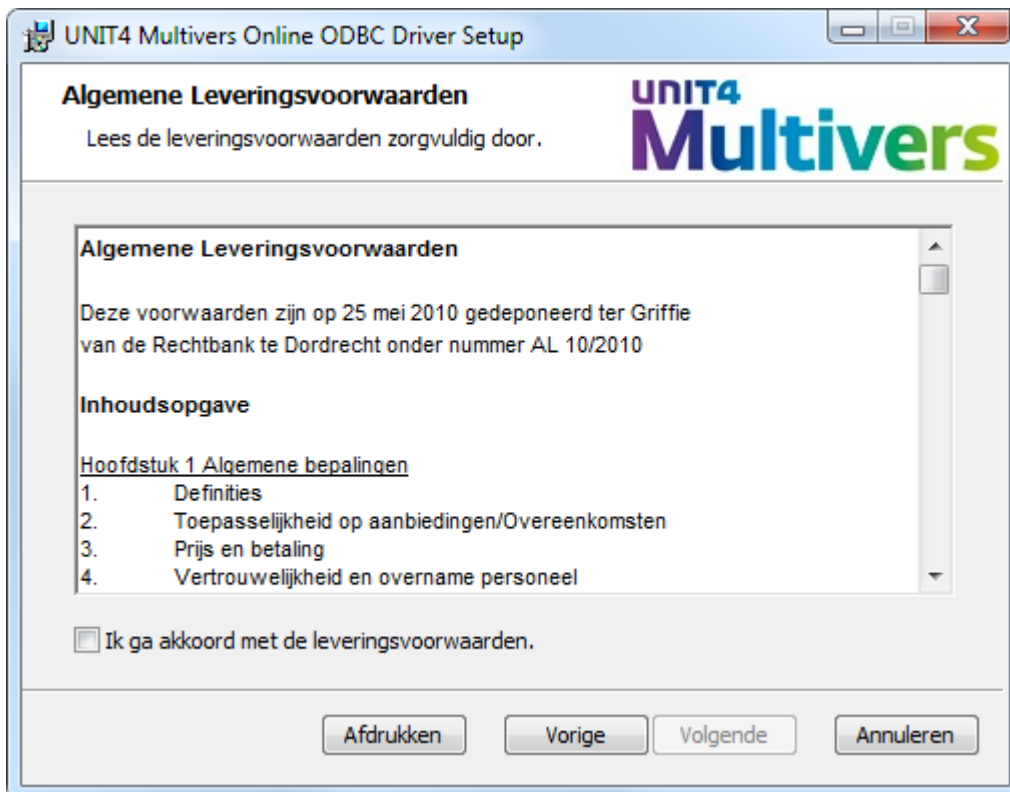 UNIT4 Multivers Online ODBC Driver Setup
Algemene Leveringsvoorwaarden
Lees de leveringsvoorwaarden zorgvuldig door.
UNIT4
Multivers
Algemene Leveringsvoorwaarden
Deze voorwaarden zijn op 25 mei 2010 gedeponeerd ter Griffie
van de Rechtbank te Dordrecht onder nummer AL 10/2010
Inhoudsopgave
Hoofdstuk 1 Algemene bepalingen
1. Definities
2. Toepasselijkheid op aanbiedingen/Overeenkomsten
3. Prijs en betaling
4. Vertrouwelijkheid en overname personeel
Ik ga akkoord met de leveringsvoorwaarden.
Afdrukken Vorige Volgende Annuleren